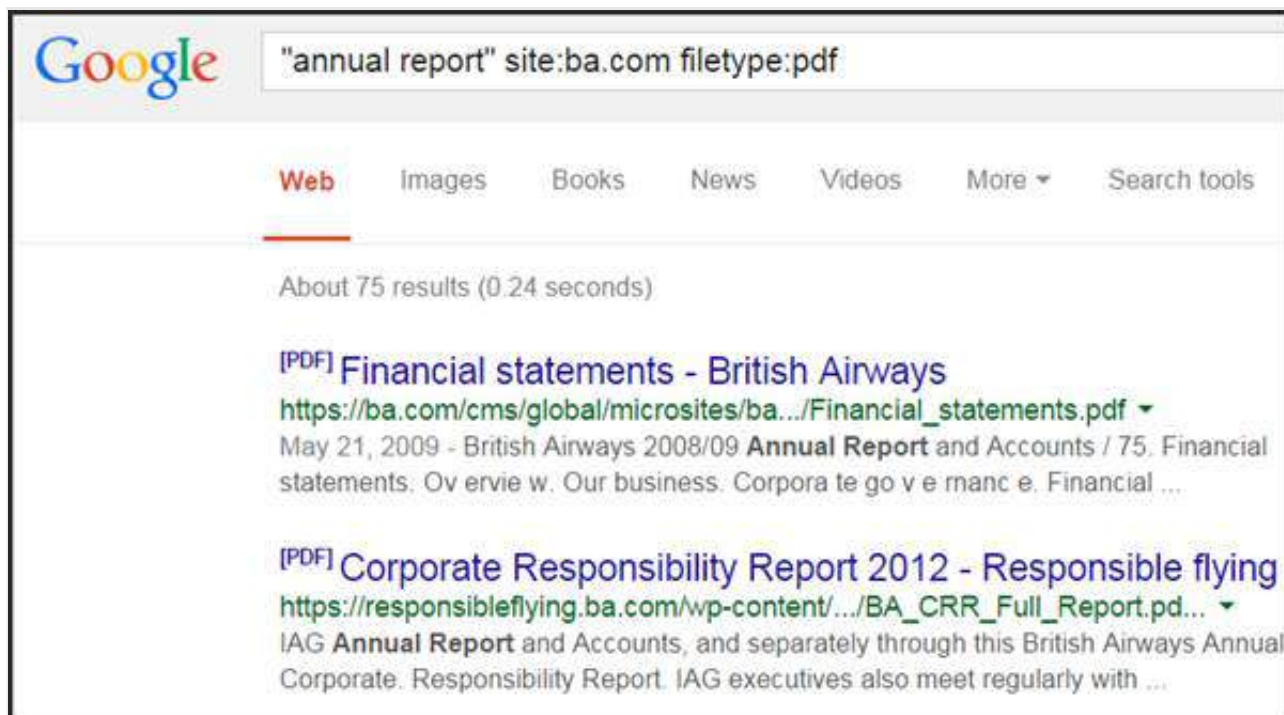 Google
"annual report" site:ba.com filetype:pdf
Web Images Books News Videos More Search tools
About 75 results (0.24 seconds)
[PDF] Financial statements - British Airways
https://ba.com/cms/global/microsites/ba.../Financial_statements.pdf
May 21, 2009 - British Airways 2008/09 Annual Report and Accounts / 75. Financial
statements. Ov ervie w. Our business. Corpora te go v e rnanc e. Financial ...
[PDF] Corporate Responsibility Report 2012 - Responsible flying
https://responsibleflying.ba.com/wp-content/.../BA_CRR_Full_Report.pd...
IAG Annual Report and Accounts, and separately through this British Airways Annual
Corporate. Responsibility Report. IAG executives also meet regularly with ...